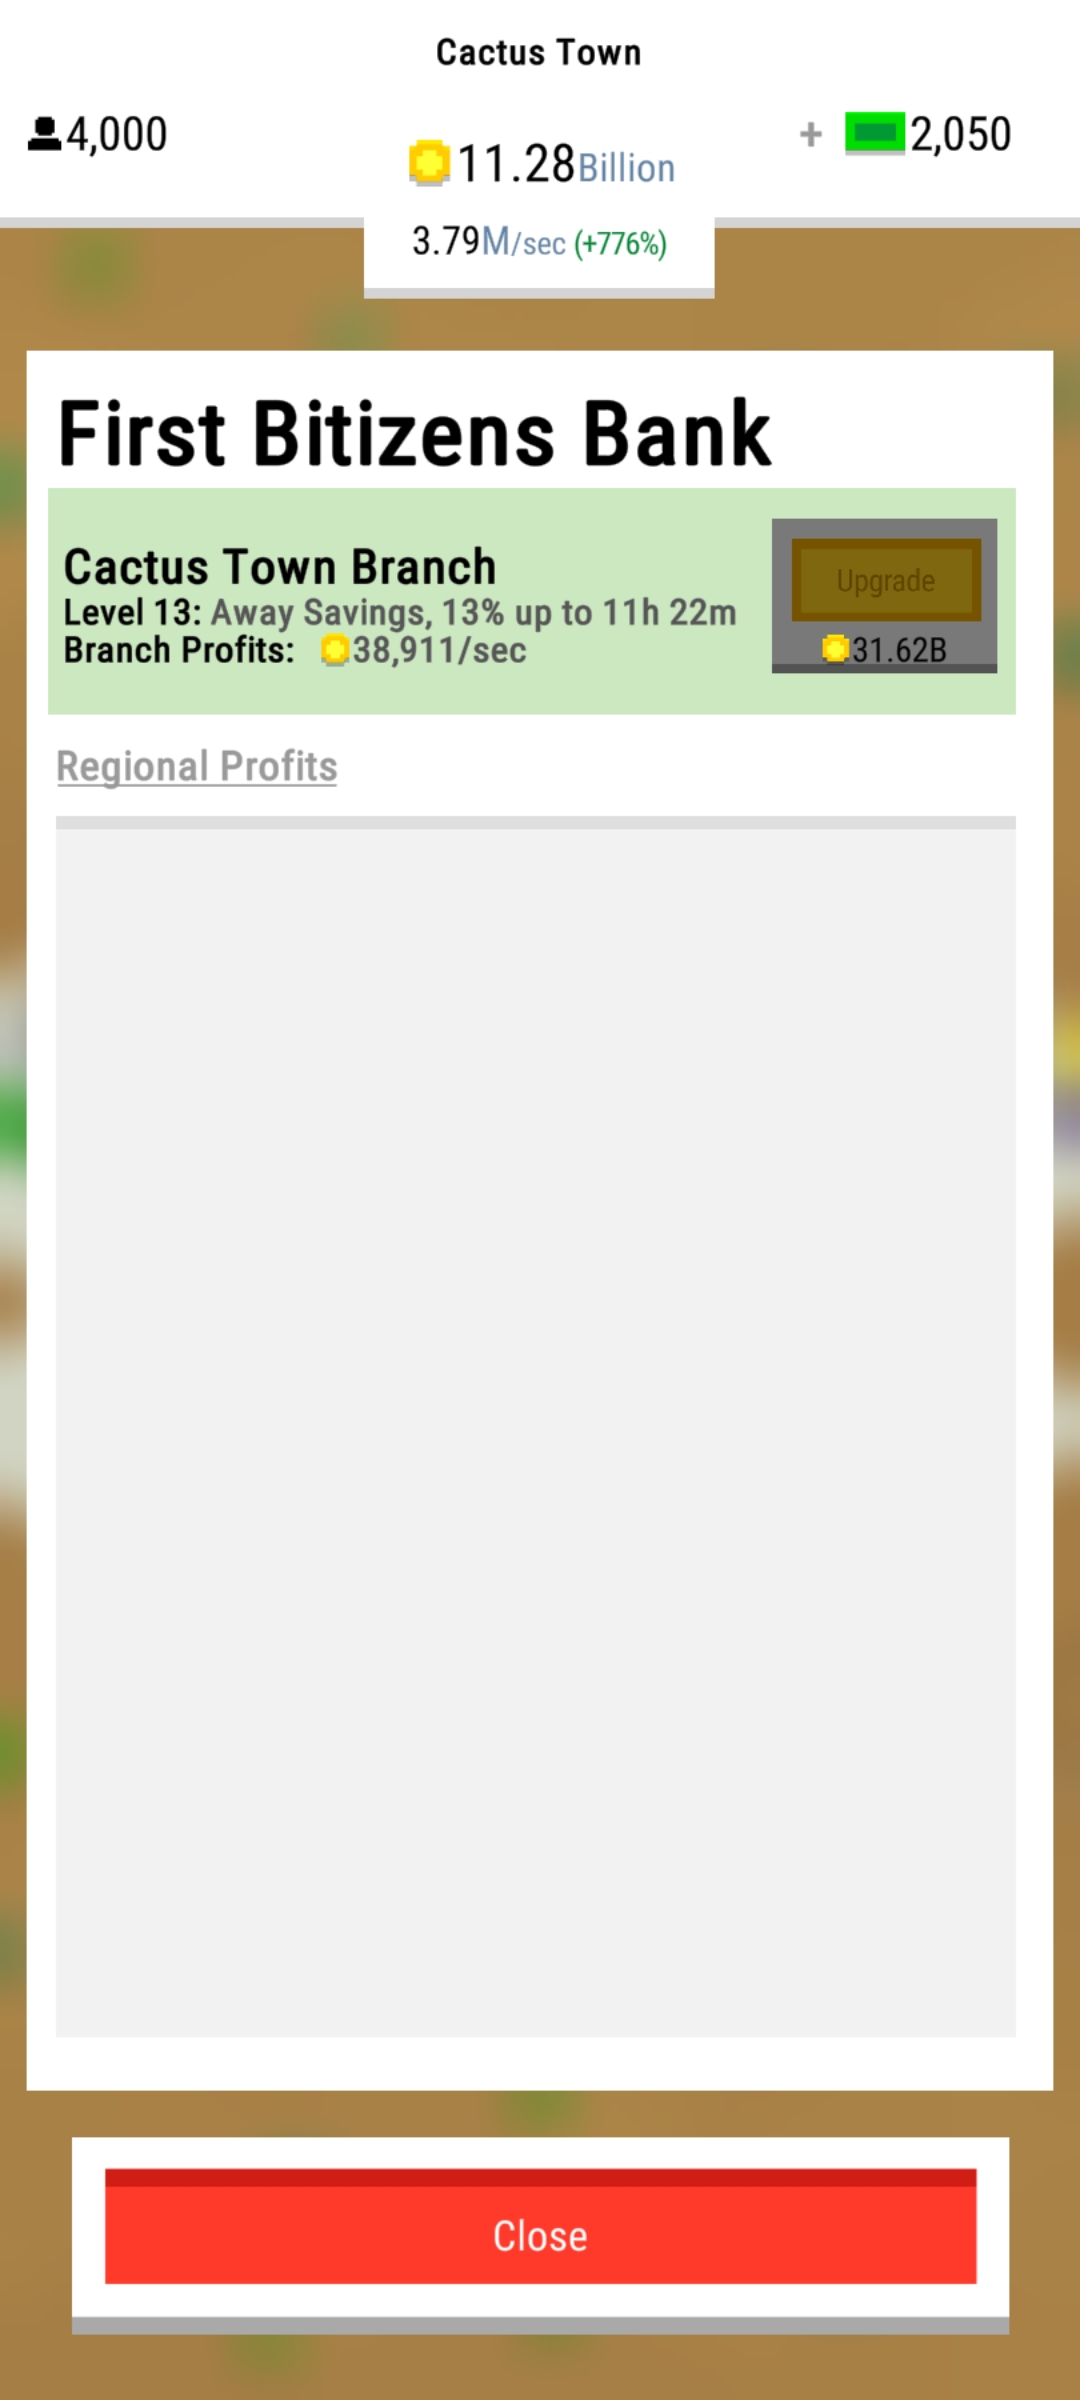 Cactus Town
4,000
11.28Billion
+ 2,050
3.79M/sec (+776%)
First Bitizens Bank
Cactus Town Branch
Level 13: Away Savings, 13% up to 11h 22m
Branch Profits: 38,911/sec
Upgrade
31.62B
Regional Profits
Close